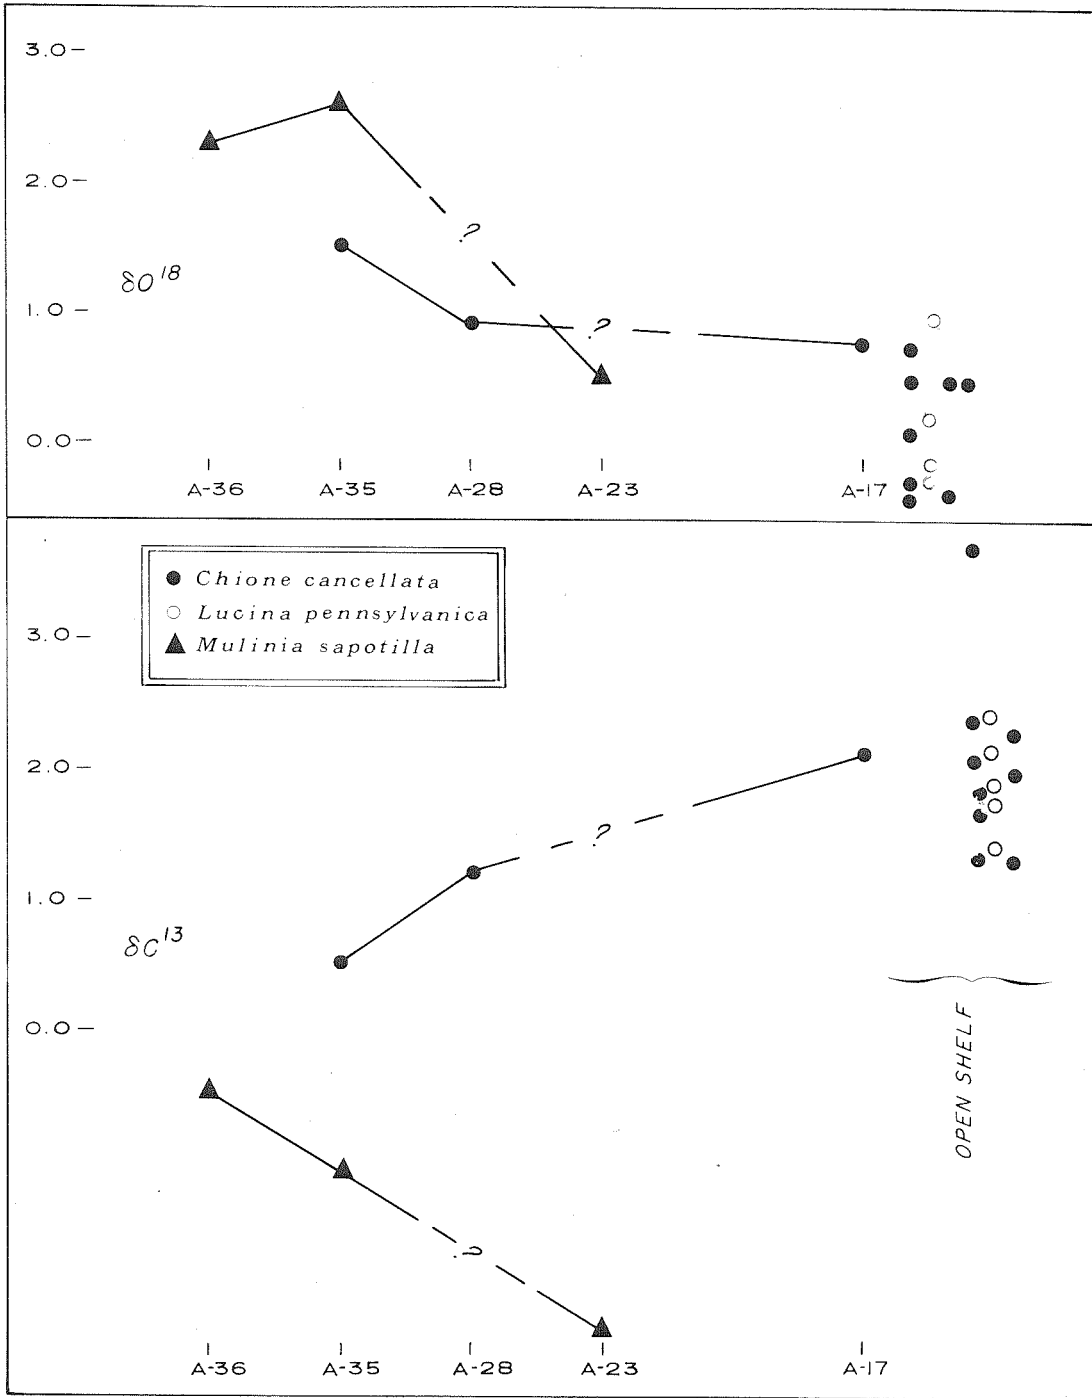 3.0
2.0
δO18
1.0
?
?
0.0
A-36 A-35 A-28 A-23 A-17
Chione cancellata
Lucina pennsylvanica
Mulinia sapotilla
3.0
2.0
?
1.0
δC13
0.0
OPEN SHELF
?
A-36 A-35 A-28 A-23 A-17